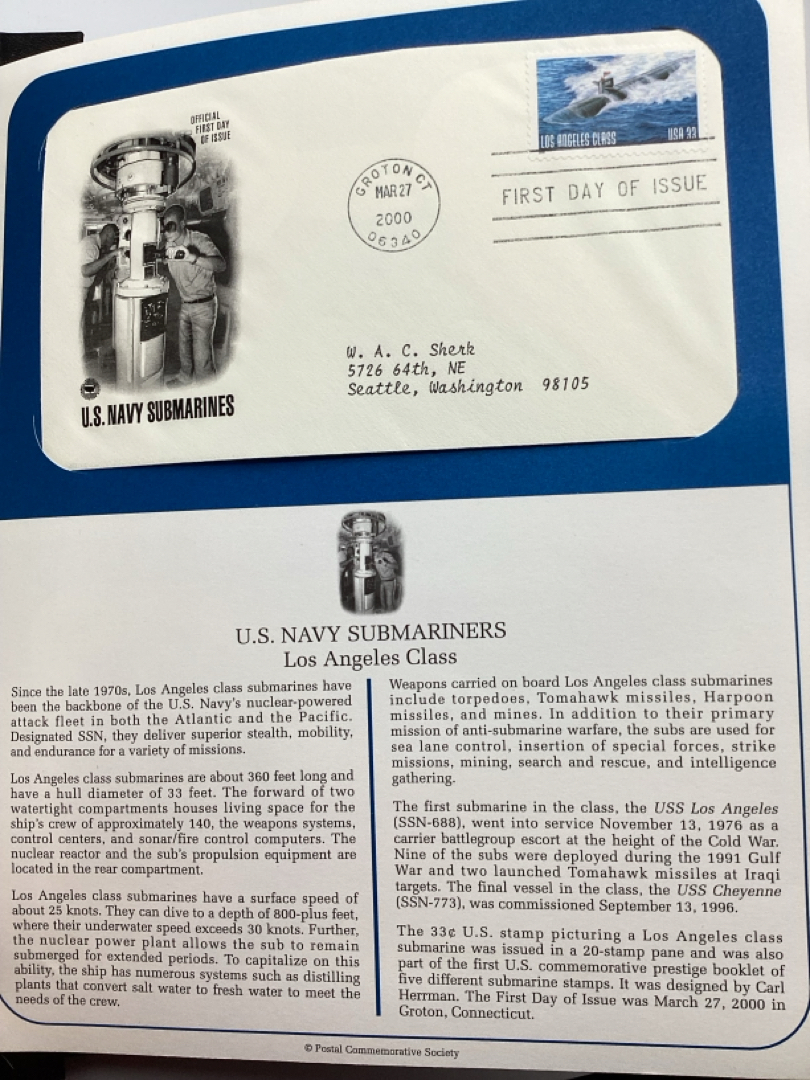 OFFICIAL
FIRST DAY
OF ISSUE
LOS ANGELES CLASS USA 33
GROTON CT
MAR 27
2000
06340
FIRST DAY OF ISSUE
W. A. C. Sherk
5726 64th, NE
Seattle, Washington 98105
U.S. NAVY SUBMARINES
U.S. NAVY SUBMARINERS
Los Angeles Class
Since the late 1970s, Los Angeles class submarines have
been the backbone of the U.S. Navy's nuclear-powered
attack fleet in both the Atlantic and the Pacific.
Designated SSN, they deliver superior stealth, mobility,
and endurance for a variety of missions.
Los Angeles class submarines are about 360 feet long and
have a hull diameter of 33 feet. The forward of two
watertight compartments houses living space for the
ship's crew of approximately 140, the weapons systems,
control centers, and sonar/fire control computers. The
nuclear reactor and the sub's propulsion equipment are
located in the rear compartment.
Los Angeles class submarines have a surface speed of
about 25 knots. They can dive to a depth of 800-plus feet,
where their underwater speed exceeds 30 knots. Further,
the nuclear power plant allows the sub to remain
submerged for extended periods. To capitalize on this
ability, the ship has numerous systems such as distilling
plants that convert salt water to fresh water to meet the
needs of the crew.
Weapons carried on board Los Angeles class submarines
include torpedoes, Tomahawk missiles, Harpoon
missiles, and mines. In addition to their primary
mission of anti-submarine warfare, the subs are used for
sea lane control, insertion of special forces, strike
missions, mining, search and rescue, and intelligence
gathering.
The first submarine in the class, the USS Los Angeles
(SSN-688), went into service November 13, 1976 as a
carrier battlegroup escort at the height of the Cold War.
Nine of the subs were deployed during the 1991 Gulf
War and two launched Tomahawk missiles at Iraqi
targets. The final vessel in the class, the USS Cheyenne
(SSN-773), was commissioned September 13, 1996.
The 33¢ U.S. stamp picturing a Los Angeles class
submarine was issued in a 20-stamp pane and was also
part of the first U.S. commemorative prestige booklet of
five different submarine stamps. It was designed by Carl
Herrman. The First Day of Issue was March 27, 2000 in
Groton, Connecticut.
© Postal Commemorative Society